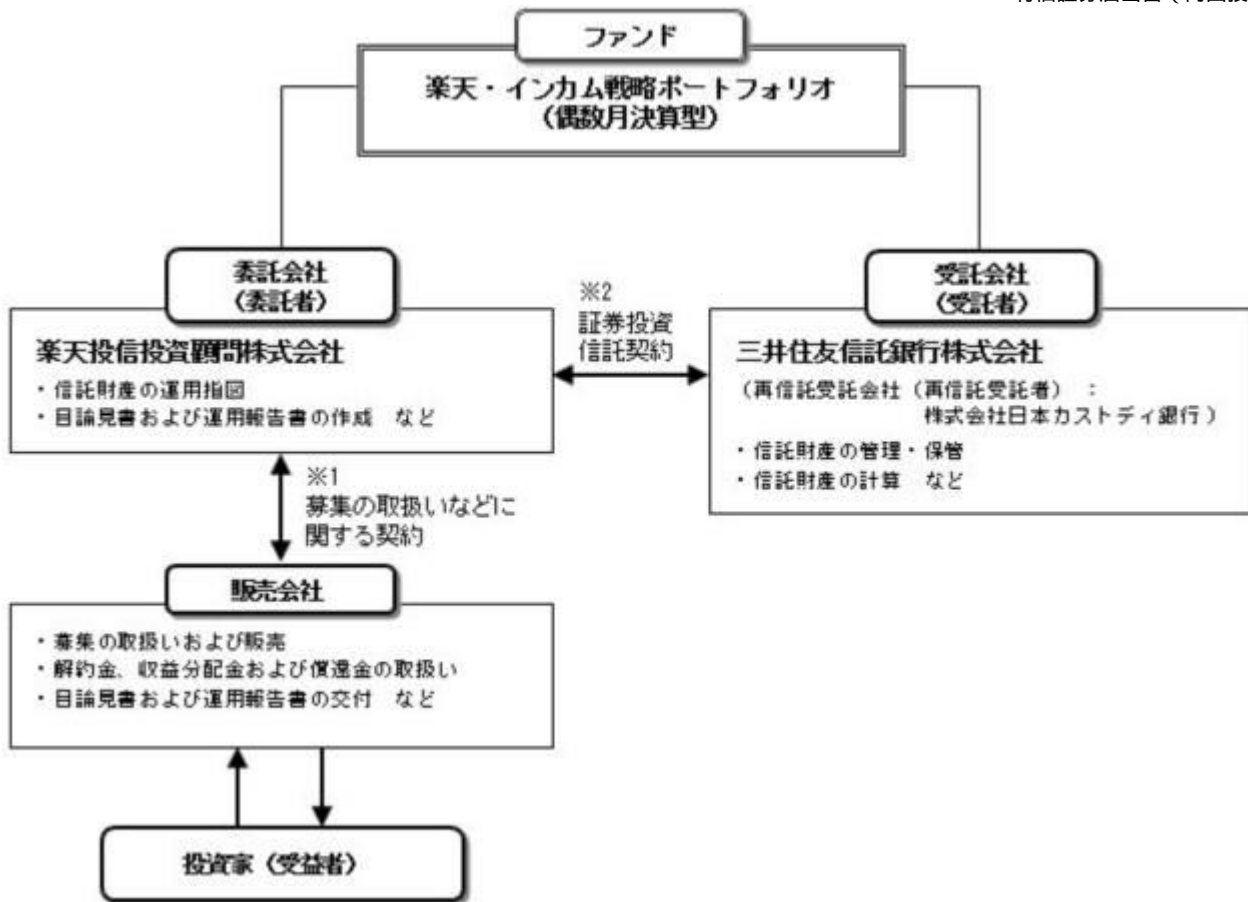 ファンド
楽天・インカム戦略ポートフォリオ
(偶数月決算型)
委託会社
(委託者)
楽天投信投資顧問株式会社
・信託財産の運用指図
・目論見書および運用報告書の作成 など
※2
証券投資
信託契約
受託会社
(受託者)
三井住友信託銀行株式会社
(再信託受託会社(再信託受託者) :
株式会社日本カストディ銀行)
・信託財産の管理・保管
・信託財産の計算 など
※1
募集の取扱いなどに
関する契約
販売会社
・募集の取扱いおよび販売
・解約金、収益分配金および償還金の取扱い
・目論見書および運用報告書の交付 など
投資家(受益者)